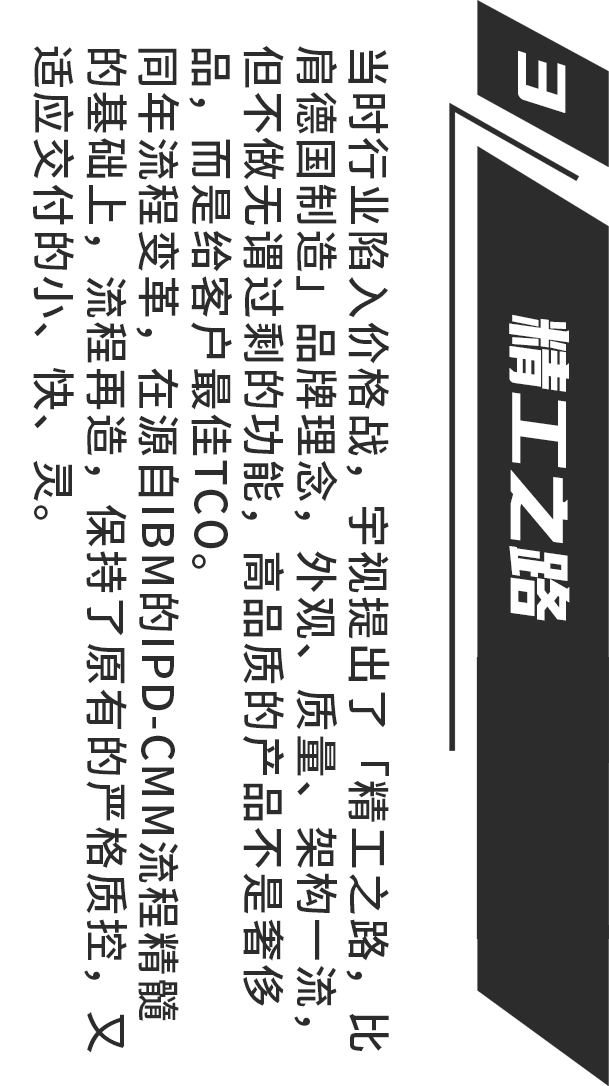 3
精工之路
当时行业陷入价格战，宇视提出了「精工之路，比
肩德国制造」品牌理念，外观、质量、架构一流，
但不做无谓过剩的功能，高品质的产品不是奢侈
品，而是给客户最佳TCO。
同年流程变革，在源自IBM的IPD-CMM流程精髓
的基础上，流程再造，保持了原有的严格质控，又
适应交付的小、快、灵。